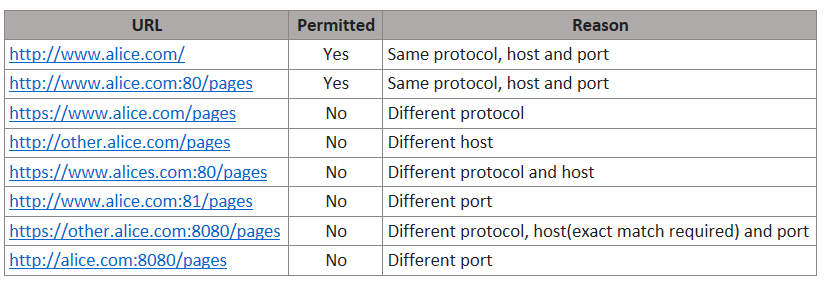 URL Permitted Reason
http://www.alice.com/ Yes Same protocol, host and port
http://www.alice.com:80/pages Yes Same protocol, host and port
https://www.alice.com/pages No Different protocol
http://other.alice.com/pages No Different host
https://www.alices.com:80/pages No Different protocol and host
http://www.alice.com:81/pages No Different port
https://other.alice.com:8080/pages No Different protocol, host(exact match required) and port
http://alice.com:8080/pages No Different port